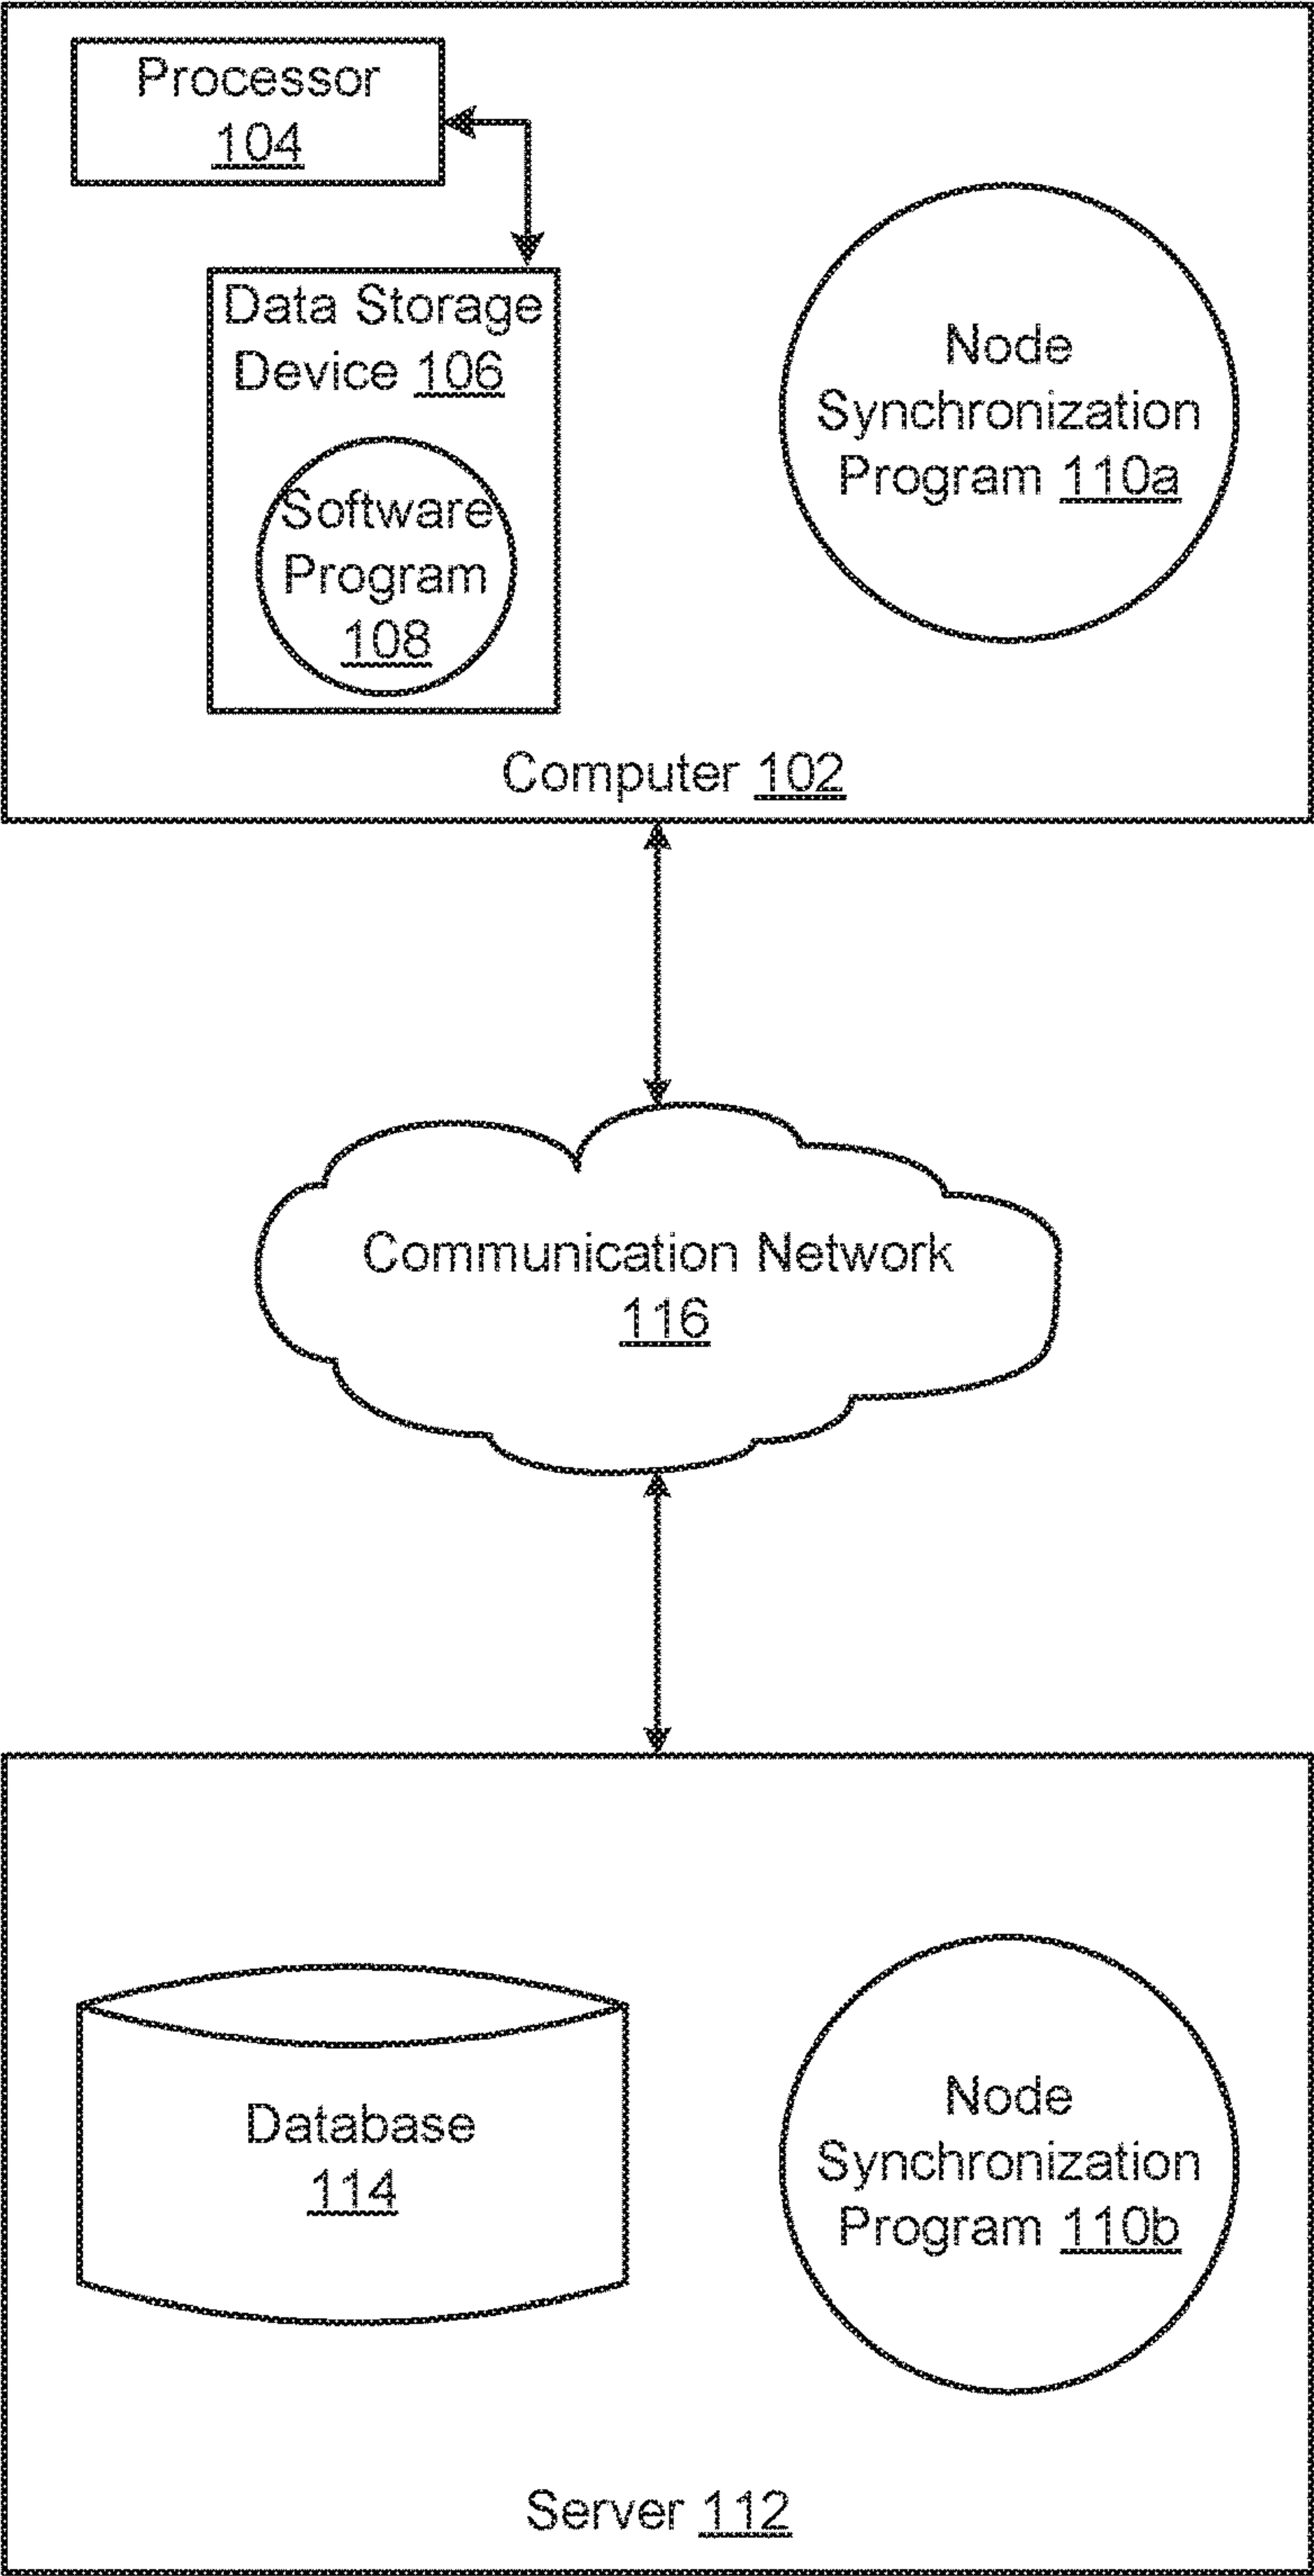 Processor
104
Data Storage
Device 106
Software
Program
108
Node
Synchronization
Program 110a
Computer 102
Communication Network
116
Database
114
Node
Synchronization
Program 110b
Server 112